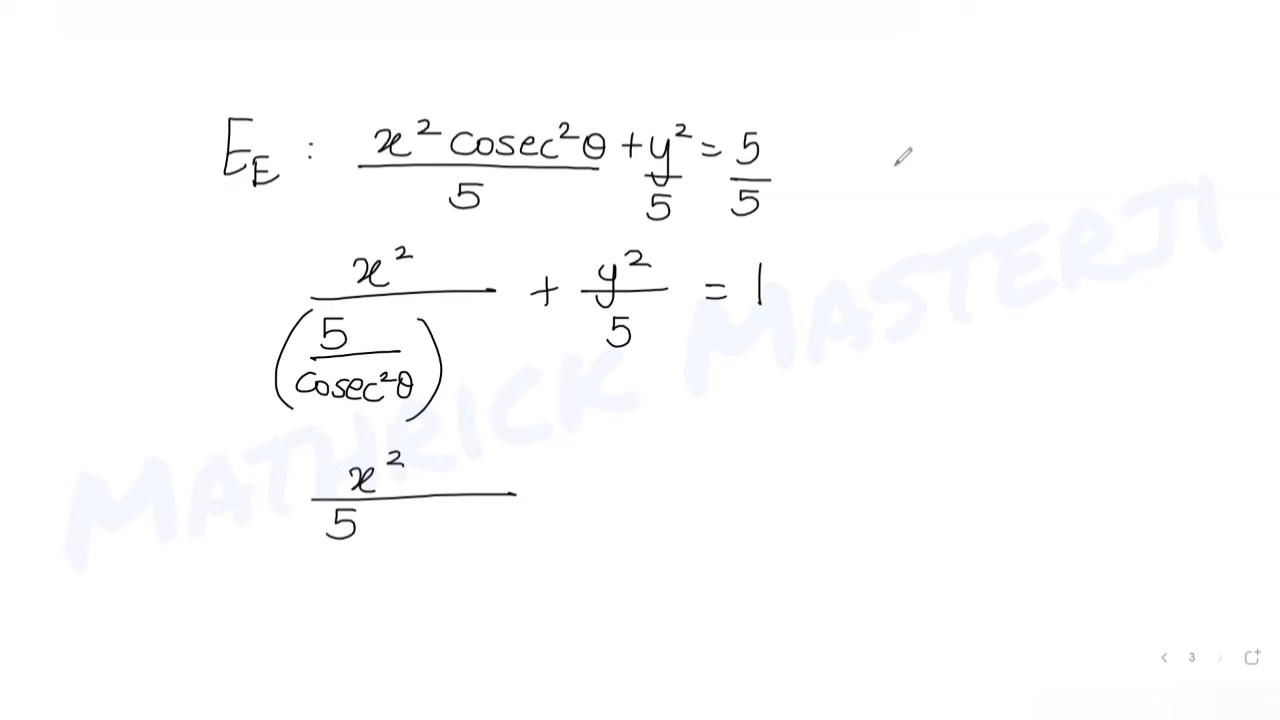 E_E : x² cosec²θ / 5 + y² / 5 = 5 / 5
x² / (5 / cosec²θ) + y² / 5 = 1
x² / 5
MATHRICK MASTERJI
< 3 >